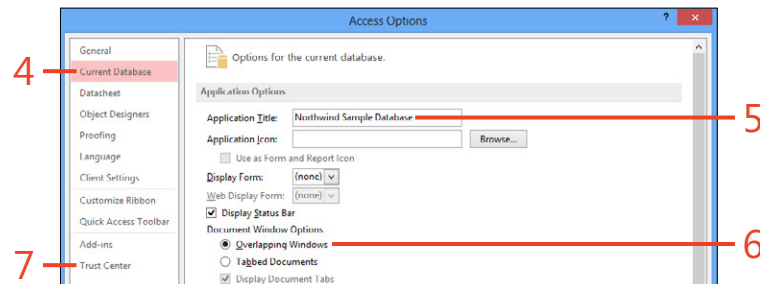 Access Options ?
General
4 Current Database
Datasheet
Object Designers
Proofing
Language
Client Settings
Customize Ribbon
Quick Access Toolbar
Add-ins
7 Trust Center
Options for the current database.
Application Options
Application Title: Northwind Sample Database 5
Application Icon: Browse...
Use as Form and Report Icon
Display Form: (none)
Web Display Form: (none)
Display Status Bar
Document Window Options
Overlapping Windows 6
Tabbed Documents
Display Document Tabs